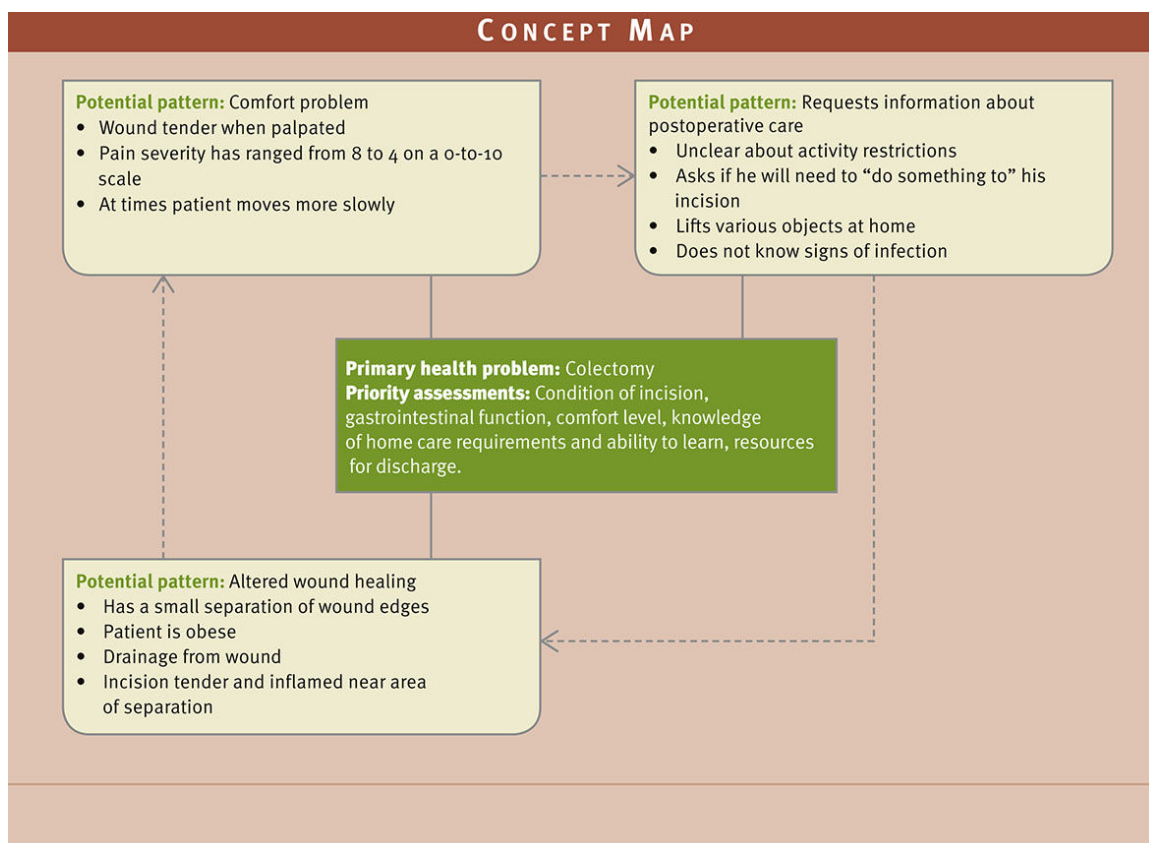 CONCEPT MAP
Potential pattern: Comfort problem
• Wound tender when palpated
• Pain severity has ranged from 8 to 4 on a 0-to-10
scale
• At times patient moves more slowly
Potential pattern: Requests information about
postoperative care
• Unclear about activity restrictions
• Asks if he will need to “do something to” his
incision
• Lifts various objects at home
• Does not know signs of infection
Primary health problem: Colectomy
Priority assessments: Condition of incision,
gastrointestinal function, comfort level, knowledge
of home care requirements and ability to learn, resources
for discharge.
Potential pattern: Altered wound healing
• Has a small separation of wound edges
• Patient is obese
• Drainage from wound
• Incision tender and inflamed near area
of separation